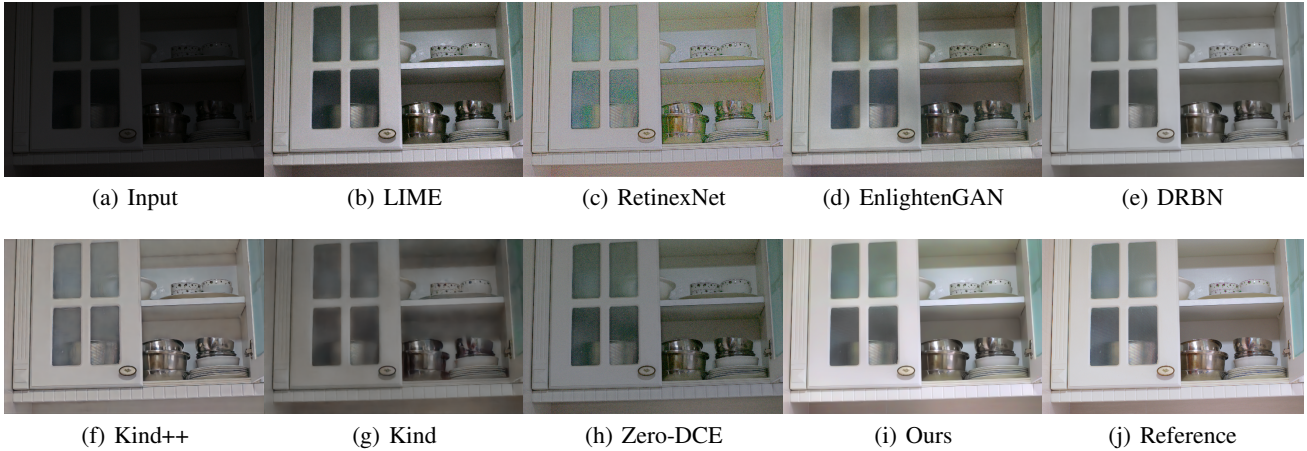 (a) Input
(b) LIME
(c) RetinexNet
(d) EnlightenGAN
(e) DRBN
(f) Kind++
(g) Kind
(h) Zero-DCE
(i) Ours
(j) Reference